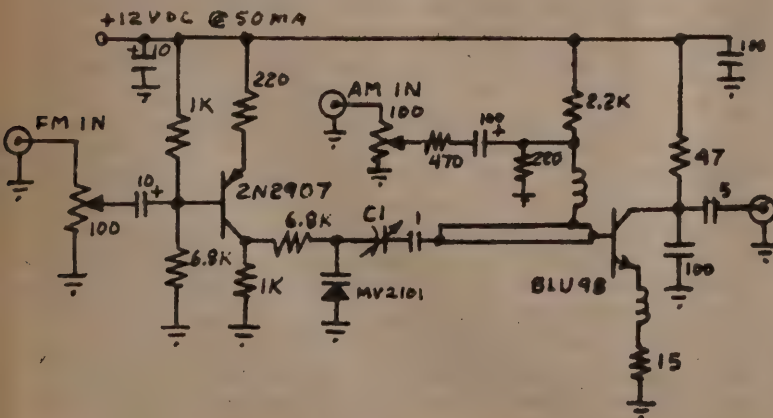 +12VDC @ 50MA
+ 10
100
220
AM IN
1K
100
2.2K
FM IN
100 +
470
220
47
10 +
2N2907
5
100
6.8K
C1
1
6.8K
1K
MV2101
BLU98
100
15